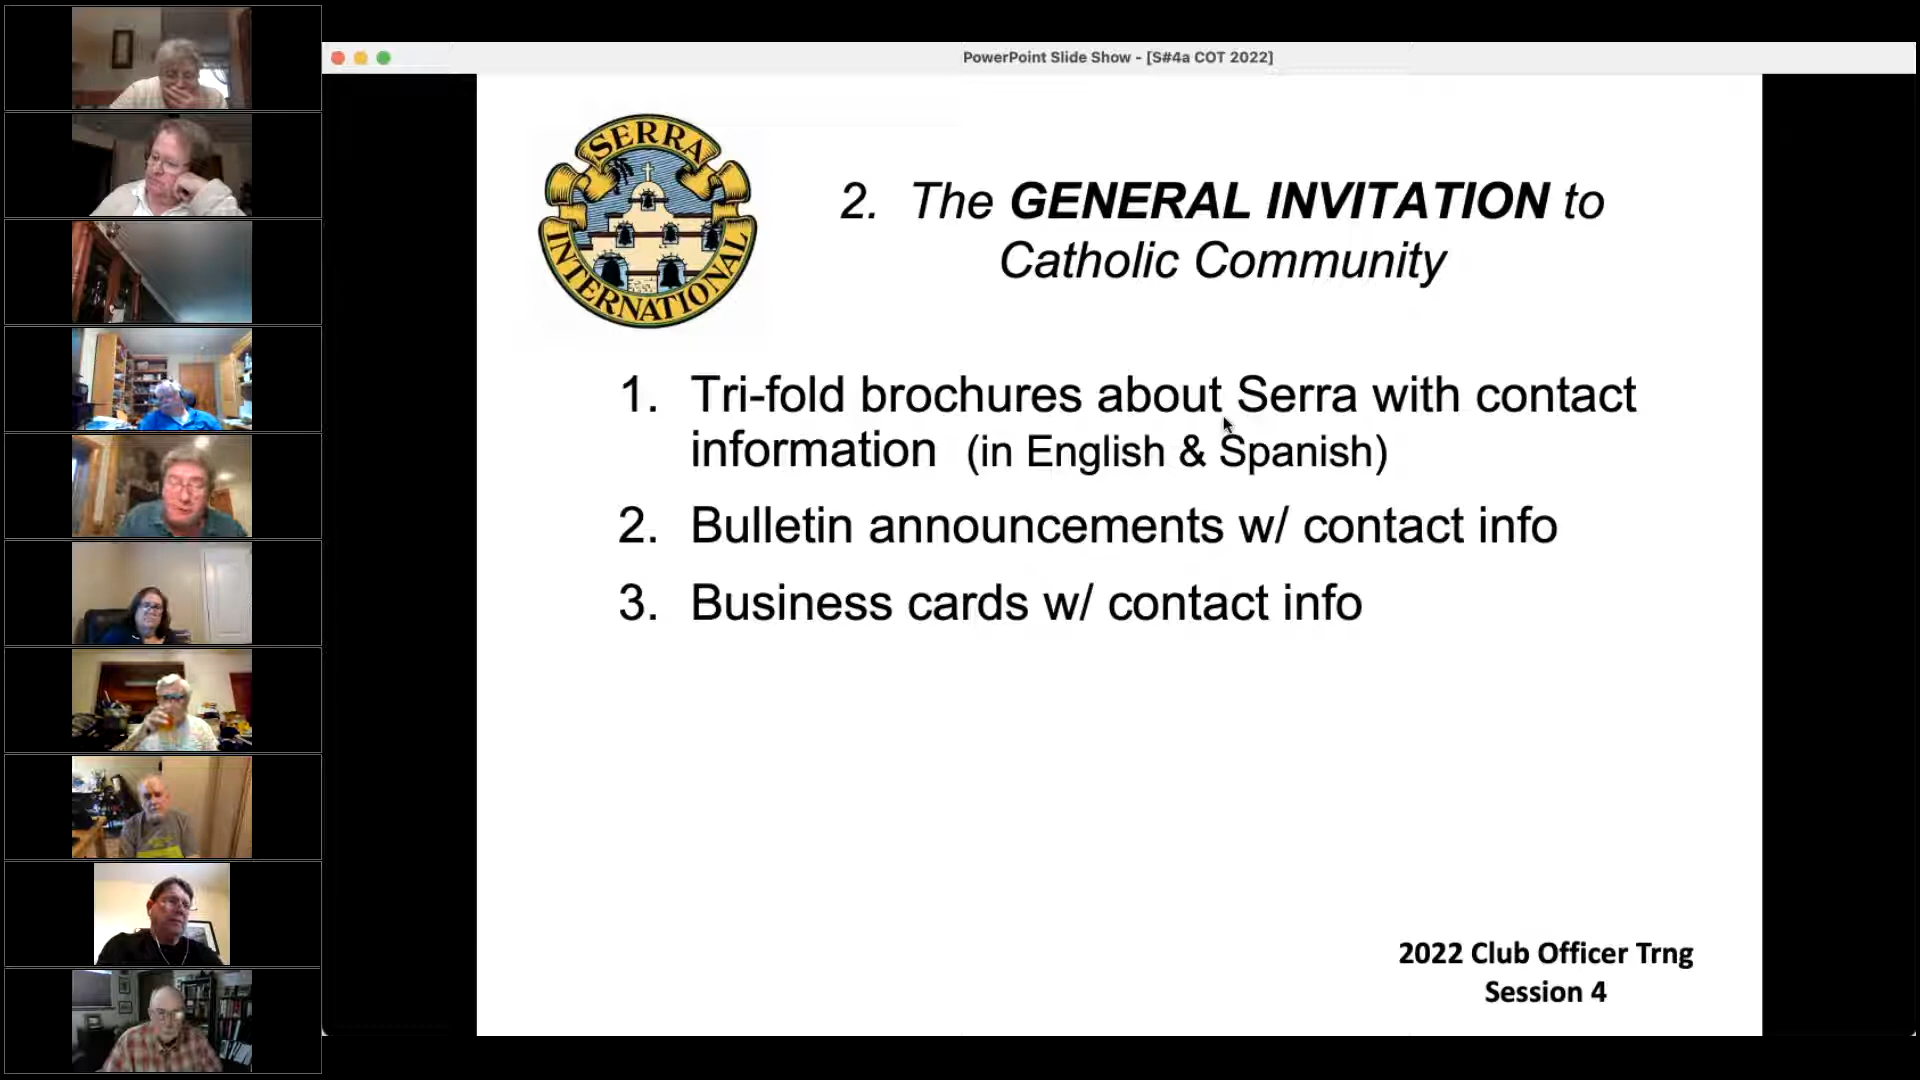 PowerPoint Slide Show - [S#4a COT 2022]
SERRA
INTERNATIONAL
2. The GENERAL INVITATION to
Catholic Community
1. Tri-fold brochures about Serra with contact
information (in English & Spanish)
2. Bulletin announcements w/ contact info
3. Business cards w/ contact info
2022 Club Officer Trng
Session 4